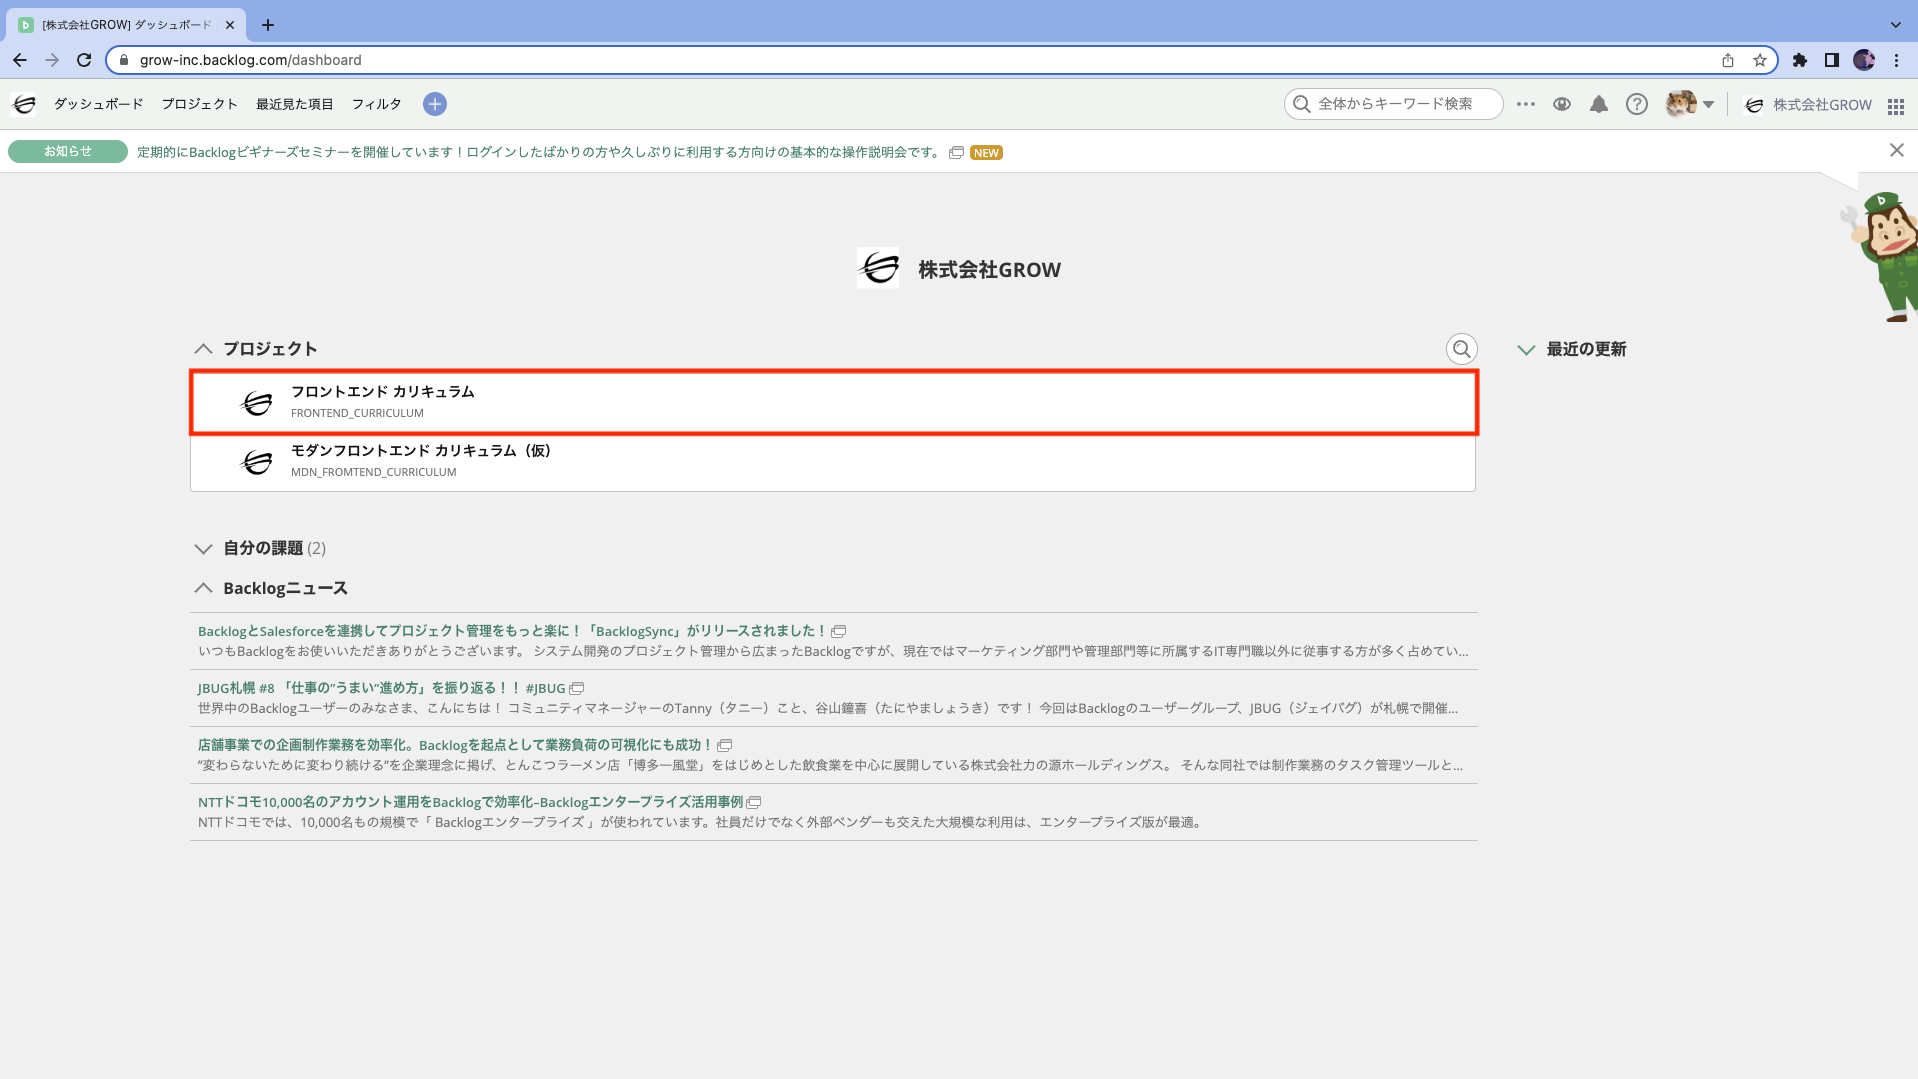 [株式会社GROW] ダッシュボード
grow-inc.backlog.com/dashboard
ダッシュボード プロジェクト 最近見た項目 フィルタ
全体からキーワード検索
株式会社GROW
お知らせ
定期的にBacklogビギナーズセミナーを開催しています！ログインしたばかりの方や久しぶりに利用する方向けの基本的な操作説明会です。 NEW
株式会社GROW
プロジェクト
最近の更新
フロントエンド カリキュラム
FRONTEND_CURRICULUM
モダンフロントエンド カリキュラム（仮）
MDN_FROMTEND_CURRICULUM
自分の課題 (2)
Backlogニュース
BacklogとSalesforceを連携してプロジェクト管理をもっと楽に！「BacklogSync」がリリースされました！
いつもBacklogをお使いいただきありがとうございます。 システム開発のプロジェクト管理から広まったBacklogですが、現在ではマーケティング部門や管理部門等に所属するIT専門職以外に従事する方が多く占めてい...
JBUG札幌 #8 「仕事の”うまい”進め方」を振り返る！！ #JBUG
世界中のBacklogユーザーのみなさま、こんにちは！ コミュニティマネージャーのTanny（タニー）こと、谷山鐘喜（たにやましょうき）です！ 今回はBacklogのユーザーグループ、JBUG（ジェイバグ）が札幌で開催...
店舗事業での企画制作業務を効率化。Backlogを起点として業務負荷の可視化にも成功！
”変わらないために変わり続ける”を企業理念に掲げ、とんこつラーメン店「博多一風堂」をはじめとした飲食業を中心に展開している株式会社力の源ホールディングス。 そんな同社では制作業務のタスク管理ツールと...
NTTドコモ10,000名のアカウント運用をBacklogで効率化–Backlogエンタープライズ活用事例
NTTドコモでは、10,000名もの規模で「 Backlogエンタープライズ 」が使われています。社員だけでなく外部ベンダーも交えた大規模な利用は、エンタープライズ版が最適。